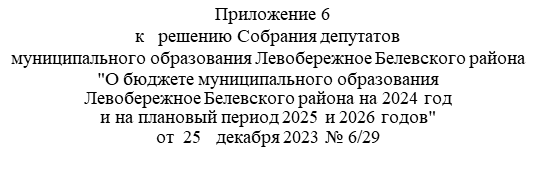 Приложение 6
к решению Собрания депутатов
муниципального образования Левобережное Белевского района
"О бюджете муниципального образования
Левобережное Белевского района на 2024 год
и на плановый период 2025 и 2026 годов"
от 25 декабря 2023 № 6/29